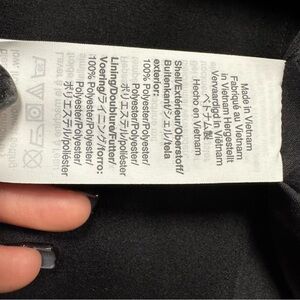 Made in Vietnam
Fabriqué au Vietnam
in Vietnam Hergestellt
Vervaardigd in Viëtnam
ベトナム製
Hecho en Vietnam
Shell/Extérieur/Oberstoff/
Buitenkant/シェル/tela
exterior:
100% Polyester/Polyester/
Polyester/Polyester/
ポリエステル/poliéster
Lining/Doublure/Futter/
Voering/ライニング/forro:
100% Polyester/Polyester/
Polyester/Polyester/
ポリエステル/poliéster